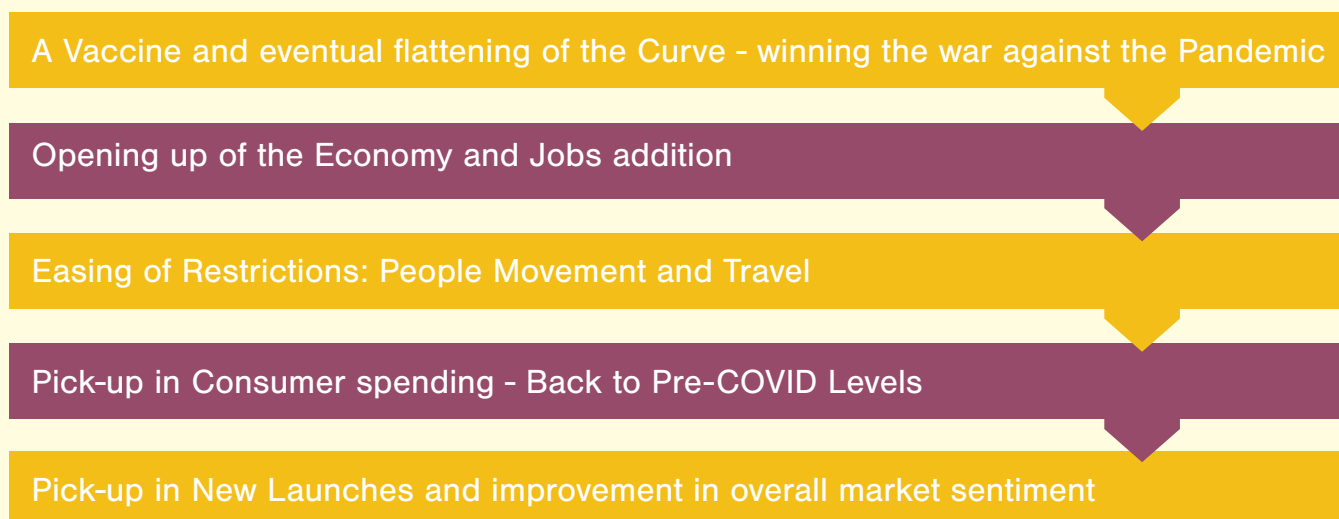 A Vaccine and eventual flattening of the Curve - winning the war against the Pandemic
Opening up of the Economy and Jobs addition
Easing of Restrictions: People Movement and Travel
Pick-up in Consumer spending - Back to Pre-COVID Levels
Pick-up in New Launches and improvement in overall market sentiment